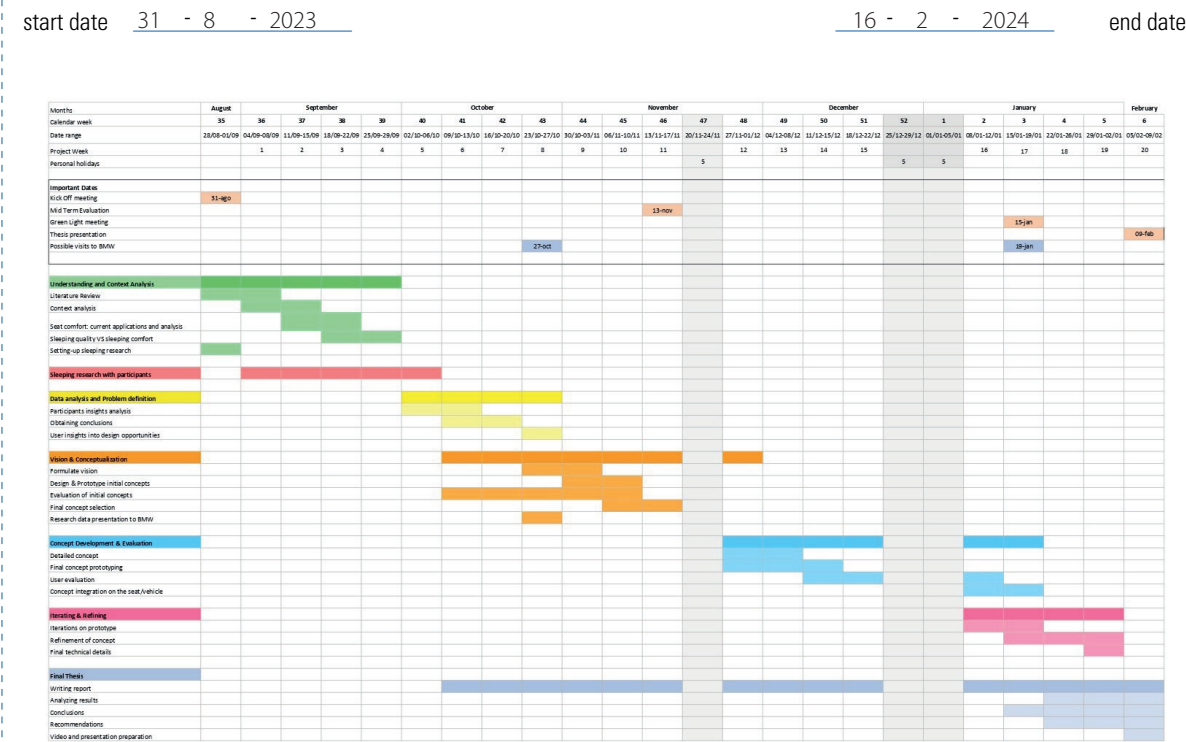 start date 31 - 8 - 2023 16 - 2 - 2024 end date
Months August September October November December January February
Calendar week 35 36 37 38 39 40 41 42 43 44 45 46 47 48 49 50 51 52 1 2 3 4 5 6
Date range 28/08-01/09 04/09-08/09 11/09-15/09 18/09-22/09 25/09-29/09 02/10-06/10 09/10-13/10 16/10-20/10 23/10-27/10 30/10-03/11 06/11-10/11 13/11-17/11 20/11-24/11 27/11-01/12 04/12-08/12 11/12-15/12 18/12-22/12 25/12-29/12 01/01-05/01 08/01-12/01 15/01-19/01 22/01-26/01 29/01-02/01 05/02-09/02
Project Week 1 2 3 4 5 6 7 8 9 10 11 12 13 14 15 16 17 18 19 20
Personal holidays 5 5 5
Important Dates
Kick Off meeting 31-ago
Mid Term Evaluation 13-nov
Green Light meeting 15-jan
Thesis presentation 09-feb
Possible visits to BMW 27-oct 19-jan
Understanding and Context Analysis
Literature Review
Context analysis
Seat comfort: current applications and analysis
Sleeping quality VS sleeping comfort
Setting-up sleeping research
Sleeping research with participants
Data analysis and Problem definition
Participants insights analysis
Obtaining conclusions
User insights into design opportunities
Vision & Conceptualization
Formulate vision
Design & Prototype initial concepts
Evaluation of initial concepts
Final concept selection
Research data presentation to BMW
Concept Development & Evaluation
Detailed concept
Final concept prototyping
User evaluation
Concept integration on the seat/vehicle
Iterating & Refining
Iterations on prototype
Refinement of concept
Final technical details
Final Thesis
Writing report
Analyzing results
Conclusions
Recommendations
Video and presentation preparation